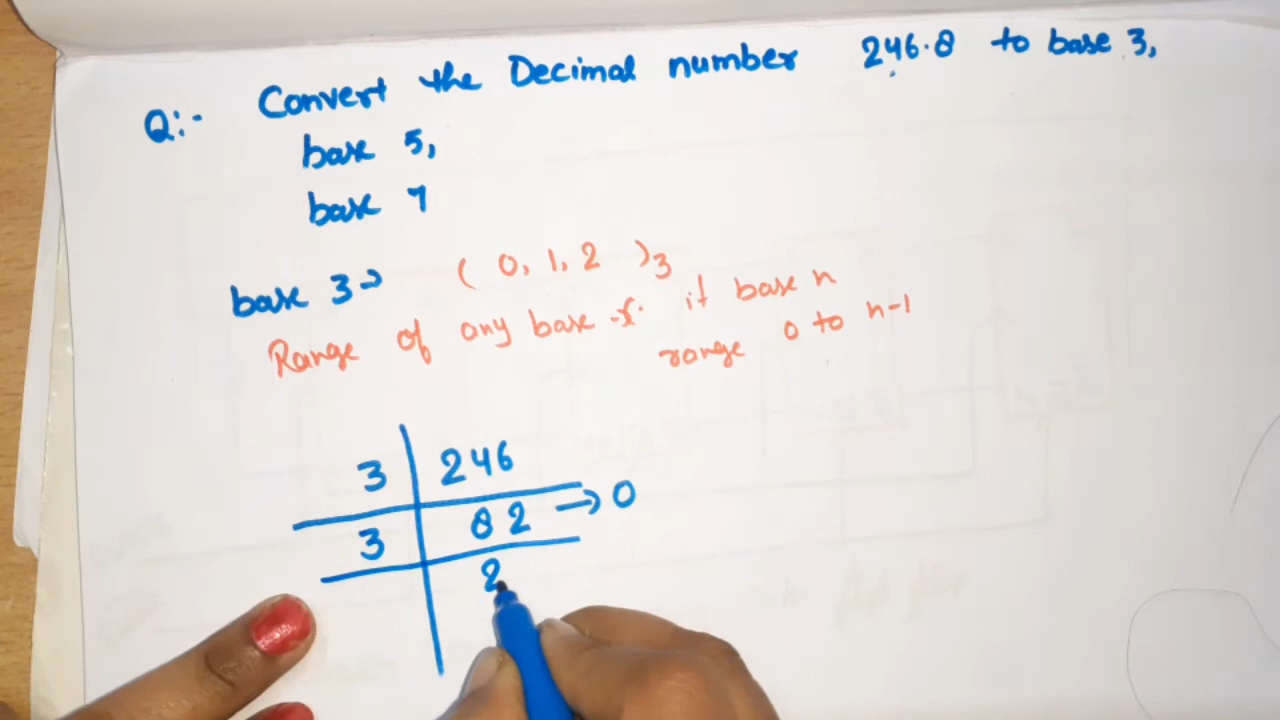 Q:- Convert the Decimal number 246.8 to base 3,
base 5,
base 7
base 3→ ( 0, 1, 2 )3
Range of any base if base n
range 0 to n-1
3 246
3 82 → 0
2